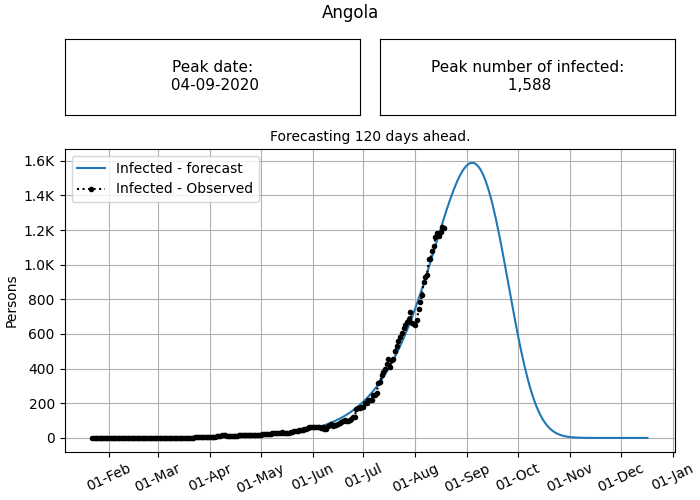 Angola
Peak date:
04-09-2020
Peak number of infected:
1,588
Forecasting 120 days ahead.
Infected - forecast
Infected - Observed
1.6K
1.4K
1.2K
1.0K
800
600
400
200
0
Persons
01-Feb
01-Mar
01-Apr
01-May
01-Jun
01-Jul
01-Aug
01-Sep
01-Oct
01-Nov
01-Dec
01-Jan